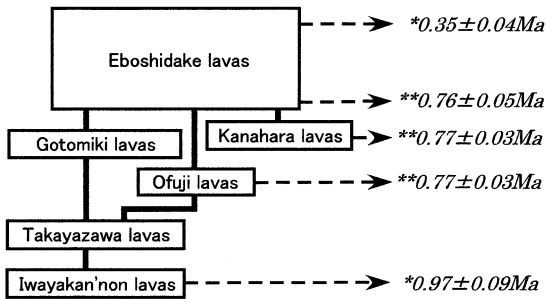 *0.35±0.04Ma
Eboshidake lavas
**0.76±0.05Ma
Kanahara lavas
**0.77±0.03Ma
Gotomiki lavas
Ofuji lavas
**0.77±0.03Ma
Takayazawa lavas
Iwayakan'non lavas
*0.97±0.09Ma